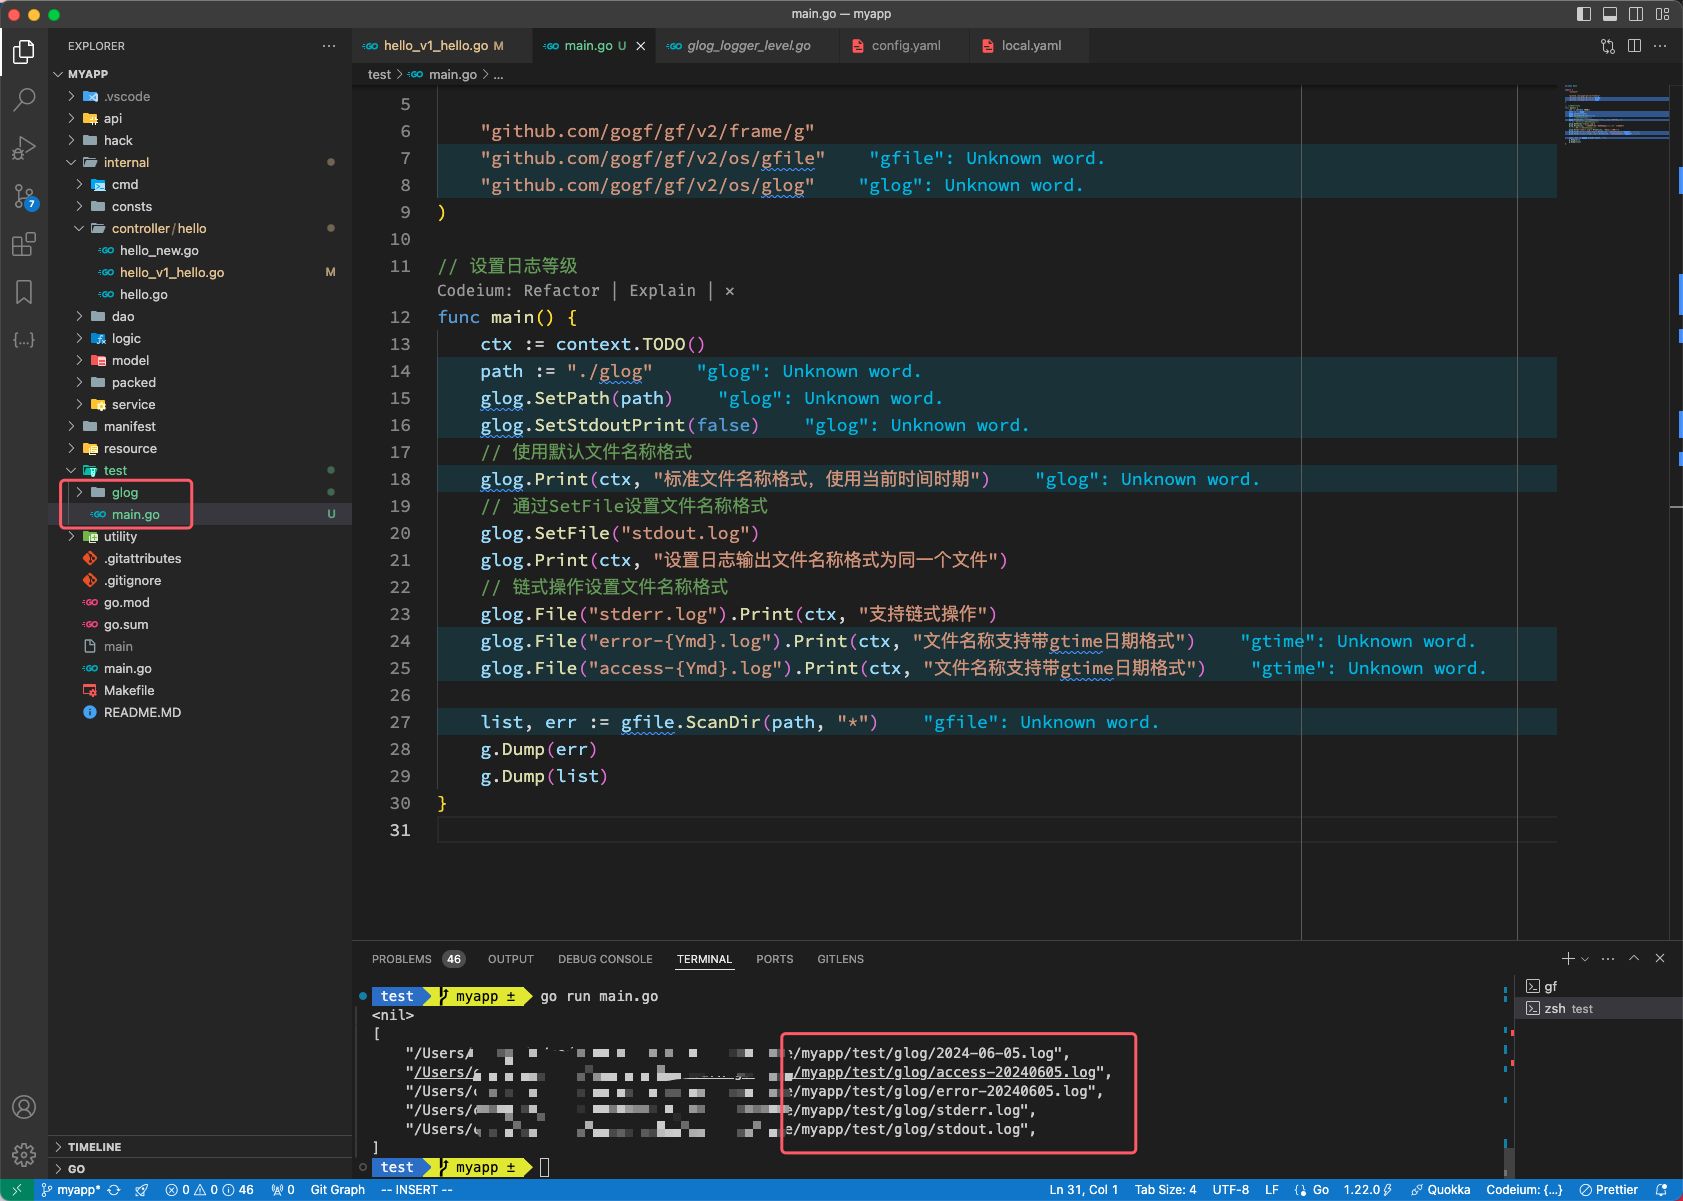 main.go — myapp
EXPLORER
MYAPP
.vscode
api
hack
internal
cmd
consts
controller / hello
hello_new.go
hello_v1_hello.go M
hello.go
dao
logic
model
packed
service
manifest
resource
test
glog
main.go U
utility
.gitattributes
.gitignore
go.mod
go.sum
main
main.go
Makefile
README.MD
TIMELINE
GO
7
hello_v1_hello.go M
main.go U
glog_logger_level.go
config.yaml
local.yaml
test > main.go > ...
5
6 "github.com/gogf/gf/v2/frame/g"
7 "github.com/gogf/gf/v2/os/gfile" "gfile": Unknown word.
8 "github.com/gogf/gf/v2/os/glog" "glog": Unknown word.
9 )
10
11 // 设置日志等级
Codeium: Refactor | Explain | ×
12 func main() {
13 ctx := context.TODO()
14 path := "./glog" "glog": Unknown word.
15 glog.SetPath(path) "glog": Unknown word.
16 glog.SetStdoutPrint(false) "glog": Unknown word.
17 // 使用默认文件名称格式
18 glog.Print(ctx, "标准文件名称格式，使用当前时间时期") "glog": Unknown word.
19 // 通过SetFile设置文件名称格式
20 glog.SetFile("stdout.log")
21 glog.Print(ctx, "设置日志输出文件名称格式为同一个文件")
22 // 链式操作设置文件名称格式
23 glog.File("stderr.log").Print(ctx, "支持链式操作")
24 glog.File("error-{Ymd}.log").Print(ctx, "文件名称支持带gtime日期格式") "gtime": Unknown word.
25 glog.File("access-{Ymd}.log").Print(ctx, "文件名称支持带gtime日期格式") "gtime": Unknown word.
26
27 list, err := gfile.ScanDir(path, "*") "gfile": Unknown word.
28 g.Dump(err)
29 g.Dump(list)
30 }
31
PROBLEMS 46 OUTPUT DEBUG CONSOLE TERMINAL PORTS GITLENS
test myapp ± go run main.go
<nil>
[
"/Users/ e/myapp/test/glog/2024-06-05.log",
"/Users/ /myapp/test/glog/access-20240605.log",
"/Users/ e/myapp/test/glog/error-20240605.log",
"/Users/ e/myapp/test/glog/stderr.log",
"/Users/ e/myapp/test/glog/stdout.log",
]
test myapp ±
gf
zsh test
myapp* 0 0 46 0 Git Graph -- INSERT -- Ln 31, Col 1 Tab Size: 4 UTF-8 LF Go 1.22.0 Quokka Codeium: {...} Prettier